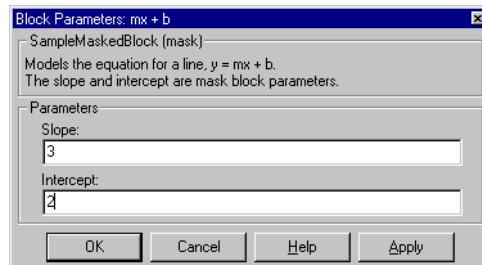 Block Parameters: mx + b
SampleMaskedBlock (mask)
Models the equation for a line, y = mx + b.
The slope and intercept are mask block parameters.
Parameters
Slope:
3
Intercept:
2
OK Cancel Help Apply